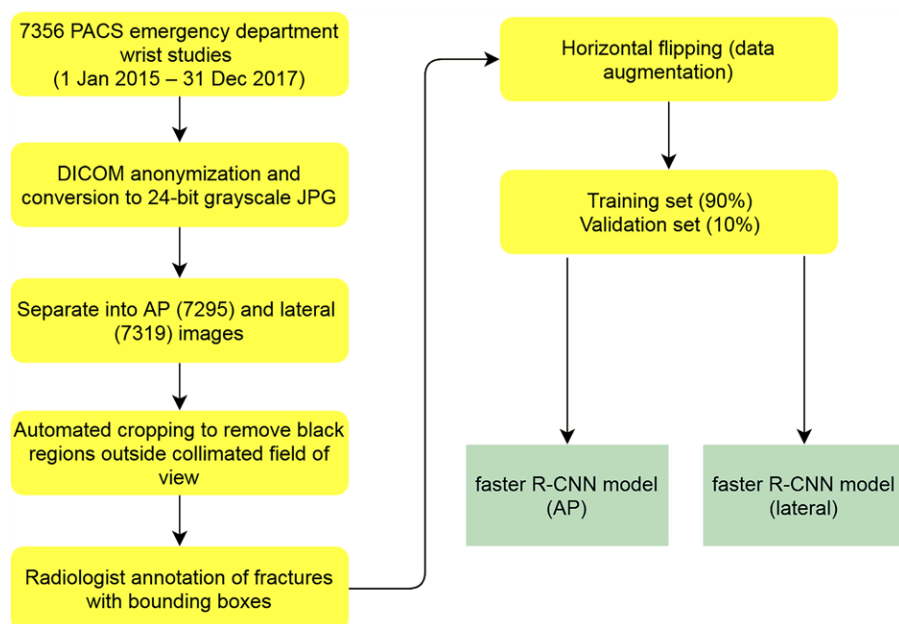 7356 PACS emergency department
wrist studies
(1 Jan 2015 – 31 Dec 2017)
DICOM anonymization and
conversion to 24-bit grayscale JPG
Separate into AP (7295) and lateral
(7319) images
Automated cropping to remove black
regions outside collimated field of
view
Radiologist annotation of fractures
with bounding boxes
Horizontal flipping (data
augmentation)
Training set (90%)
Validation set (10%)
faster R-CNN model
(AP)
faster R-CNN model
(lateral)